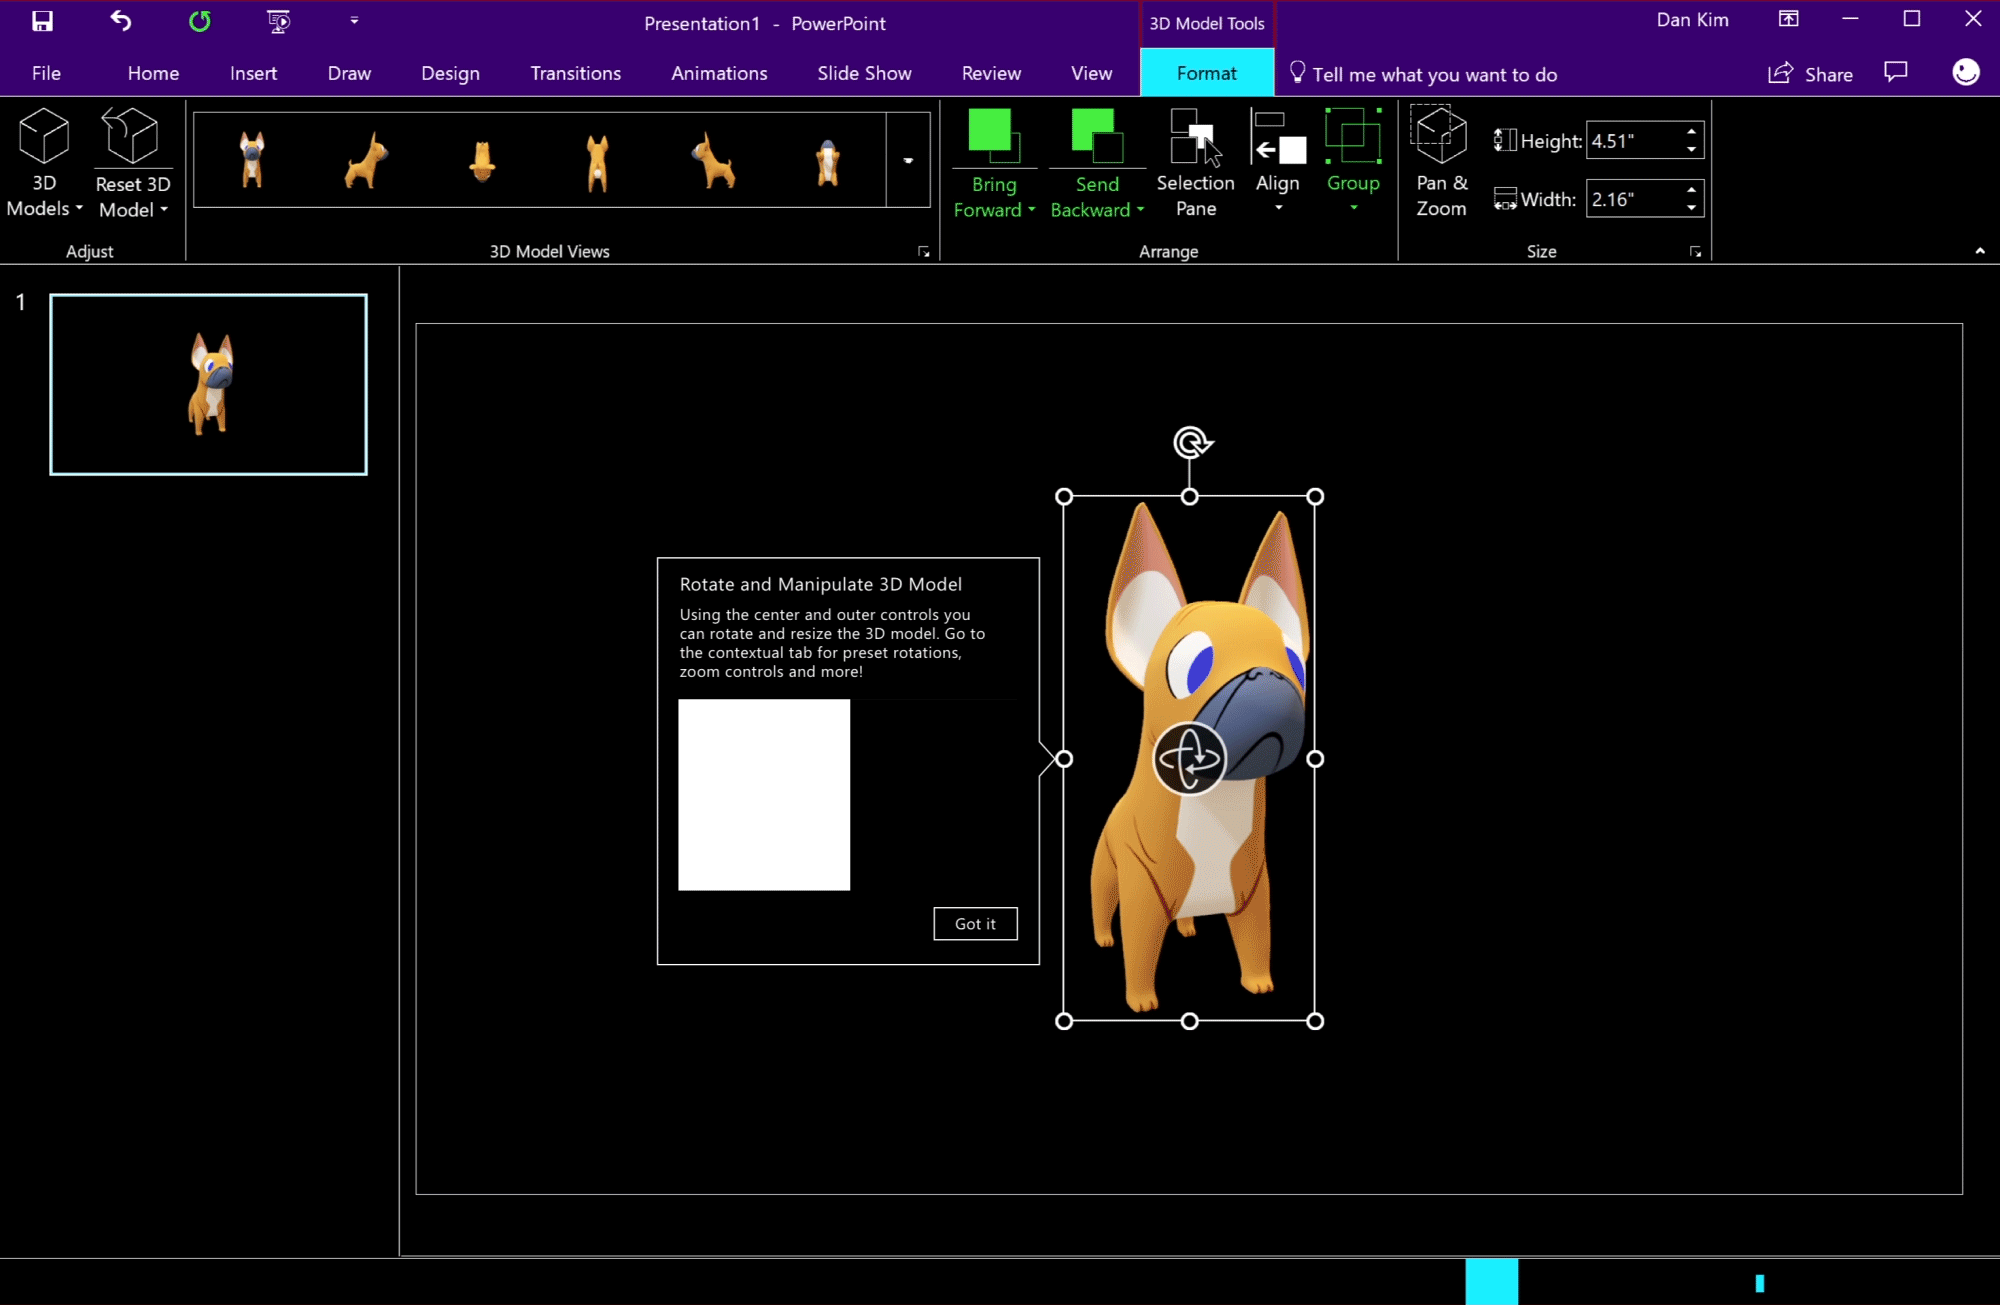 Presentation1 - PowerPoint
3D Model Tools
Dan Kim
File
Home
Insert
Draw
Design
Transitions
Animations
Slide Show
Review
View
Format
Tell me what you want to do
Share
3D
Models
Reset 3D
Model
Adjust
3D Model Views
Bring
Forward
Send
Backward
Selection
Pane
Align
Group
Arrange
Pan &
Zoom
Height: 4.51"
Width: 2.16"
Size
1
Rotate and Manipulate 3D Model
Using the center and outer controls you
can rotate and resize the 3D model. Go to
the contextual tab for preset rotations,
zoom controls and more!
Got it